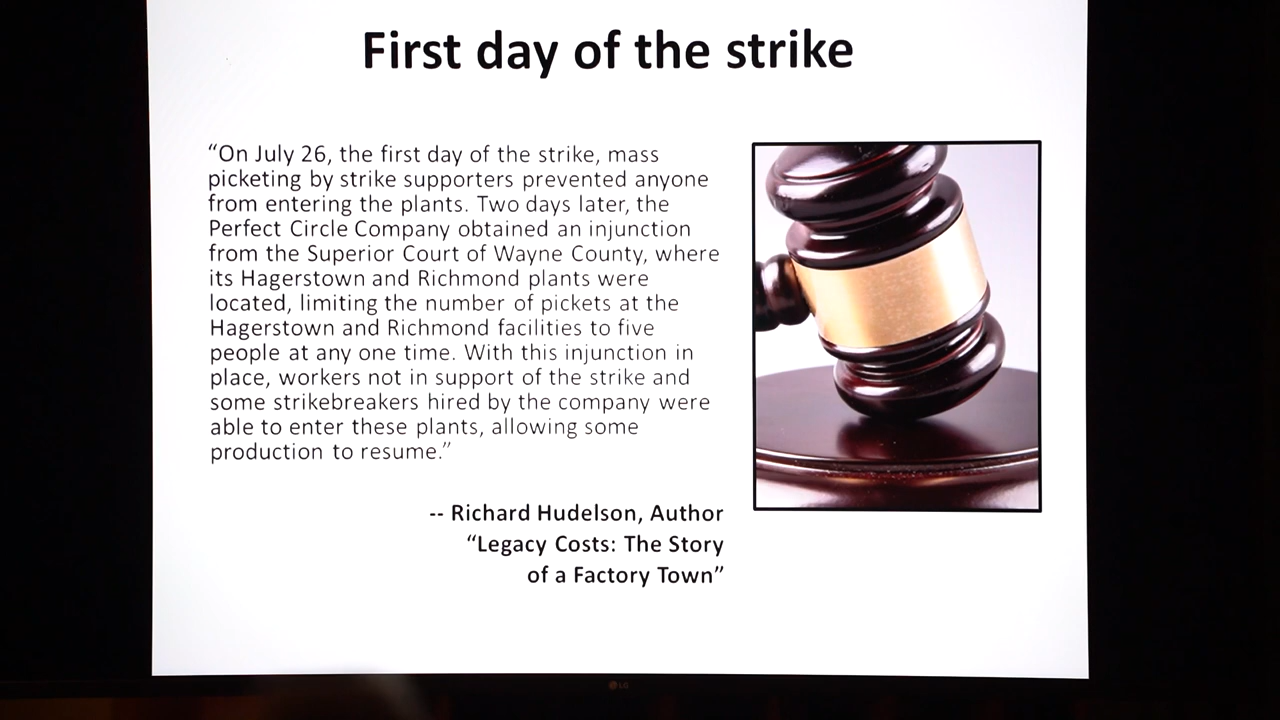 First day of the strike
“On July 26, the first day of the strike, mass
picketing by strike supporters prevented anyone
from entering the plants. Two days later, the
Perfect Circle Company obtained an injunction
from the Superior Court of Wayne County, where
its Hagerstown and Richmond plants were
located, limiting the number of pickets at the
Hagerstown and Richmond facilities to five
people at any one time. With this injunction in
place, workers not in support of the strike and
some strikebreakers hired by the company were
able to enter these plants, allowing some
production to resume.”
-- Richard Hudelson, Author
“Legacy Costs: The Story
of a Factory Town”
LG